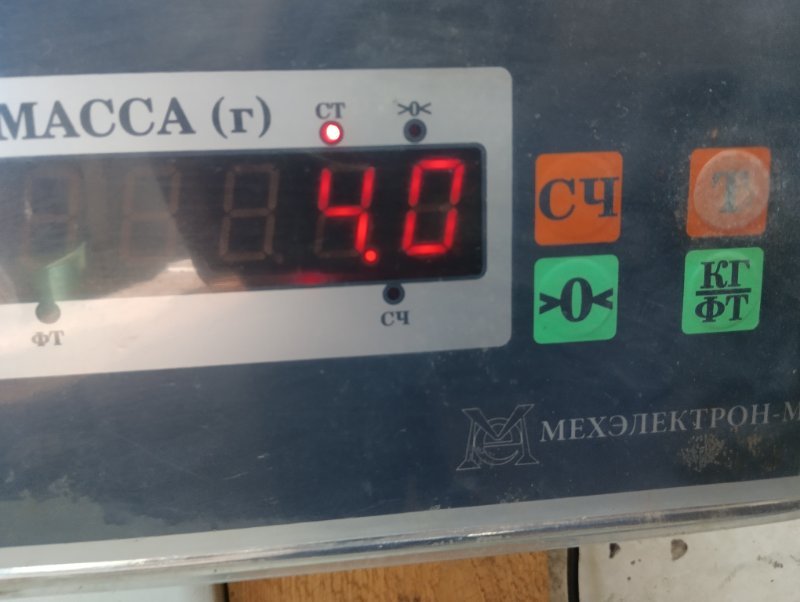 МАССА (г)
СТ
>0<
4.0
СЧ
Т
>0<
КГ
ФТ
ФТ
СЧ
МЕХЭЛЕКТРОН-М